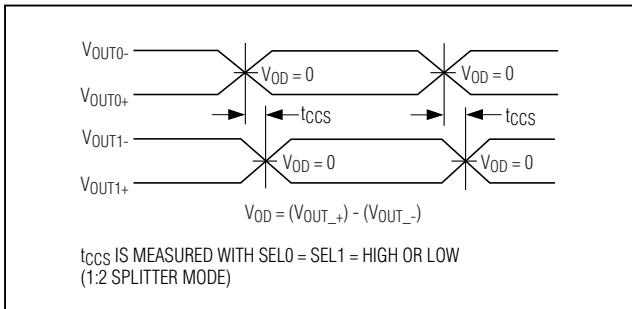 VOUT0-
VOD = 0 VOD = 0
VOUT0+
tCCS tCCS
VOUT1-
VOD = 0 VOD = 0
VOUT1+
VOD = (VOUT_+) - (VOUT_-)
tCCS IS MEASURED WITH SEL0 = SEL1 = HIGH OR LOW
(1:2 SPLITTER MODE)